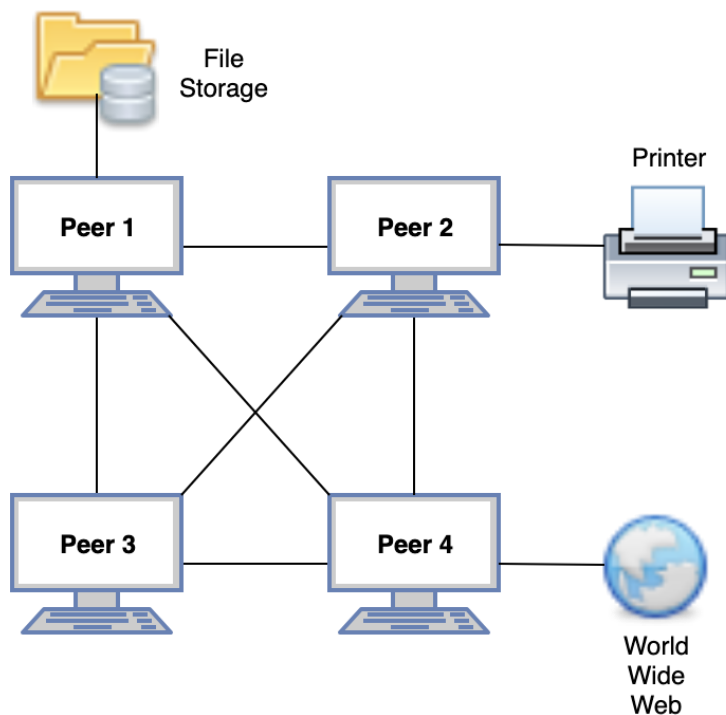 File
Storage
Printer
Peer 1
Peer 2
Peer 3
Peer 4
World
Wide
Web